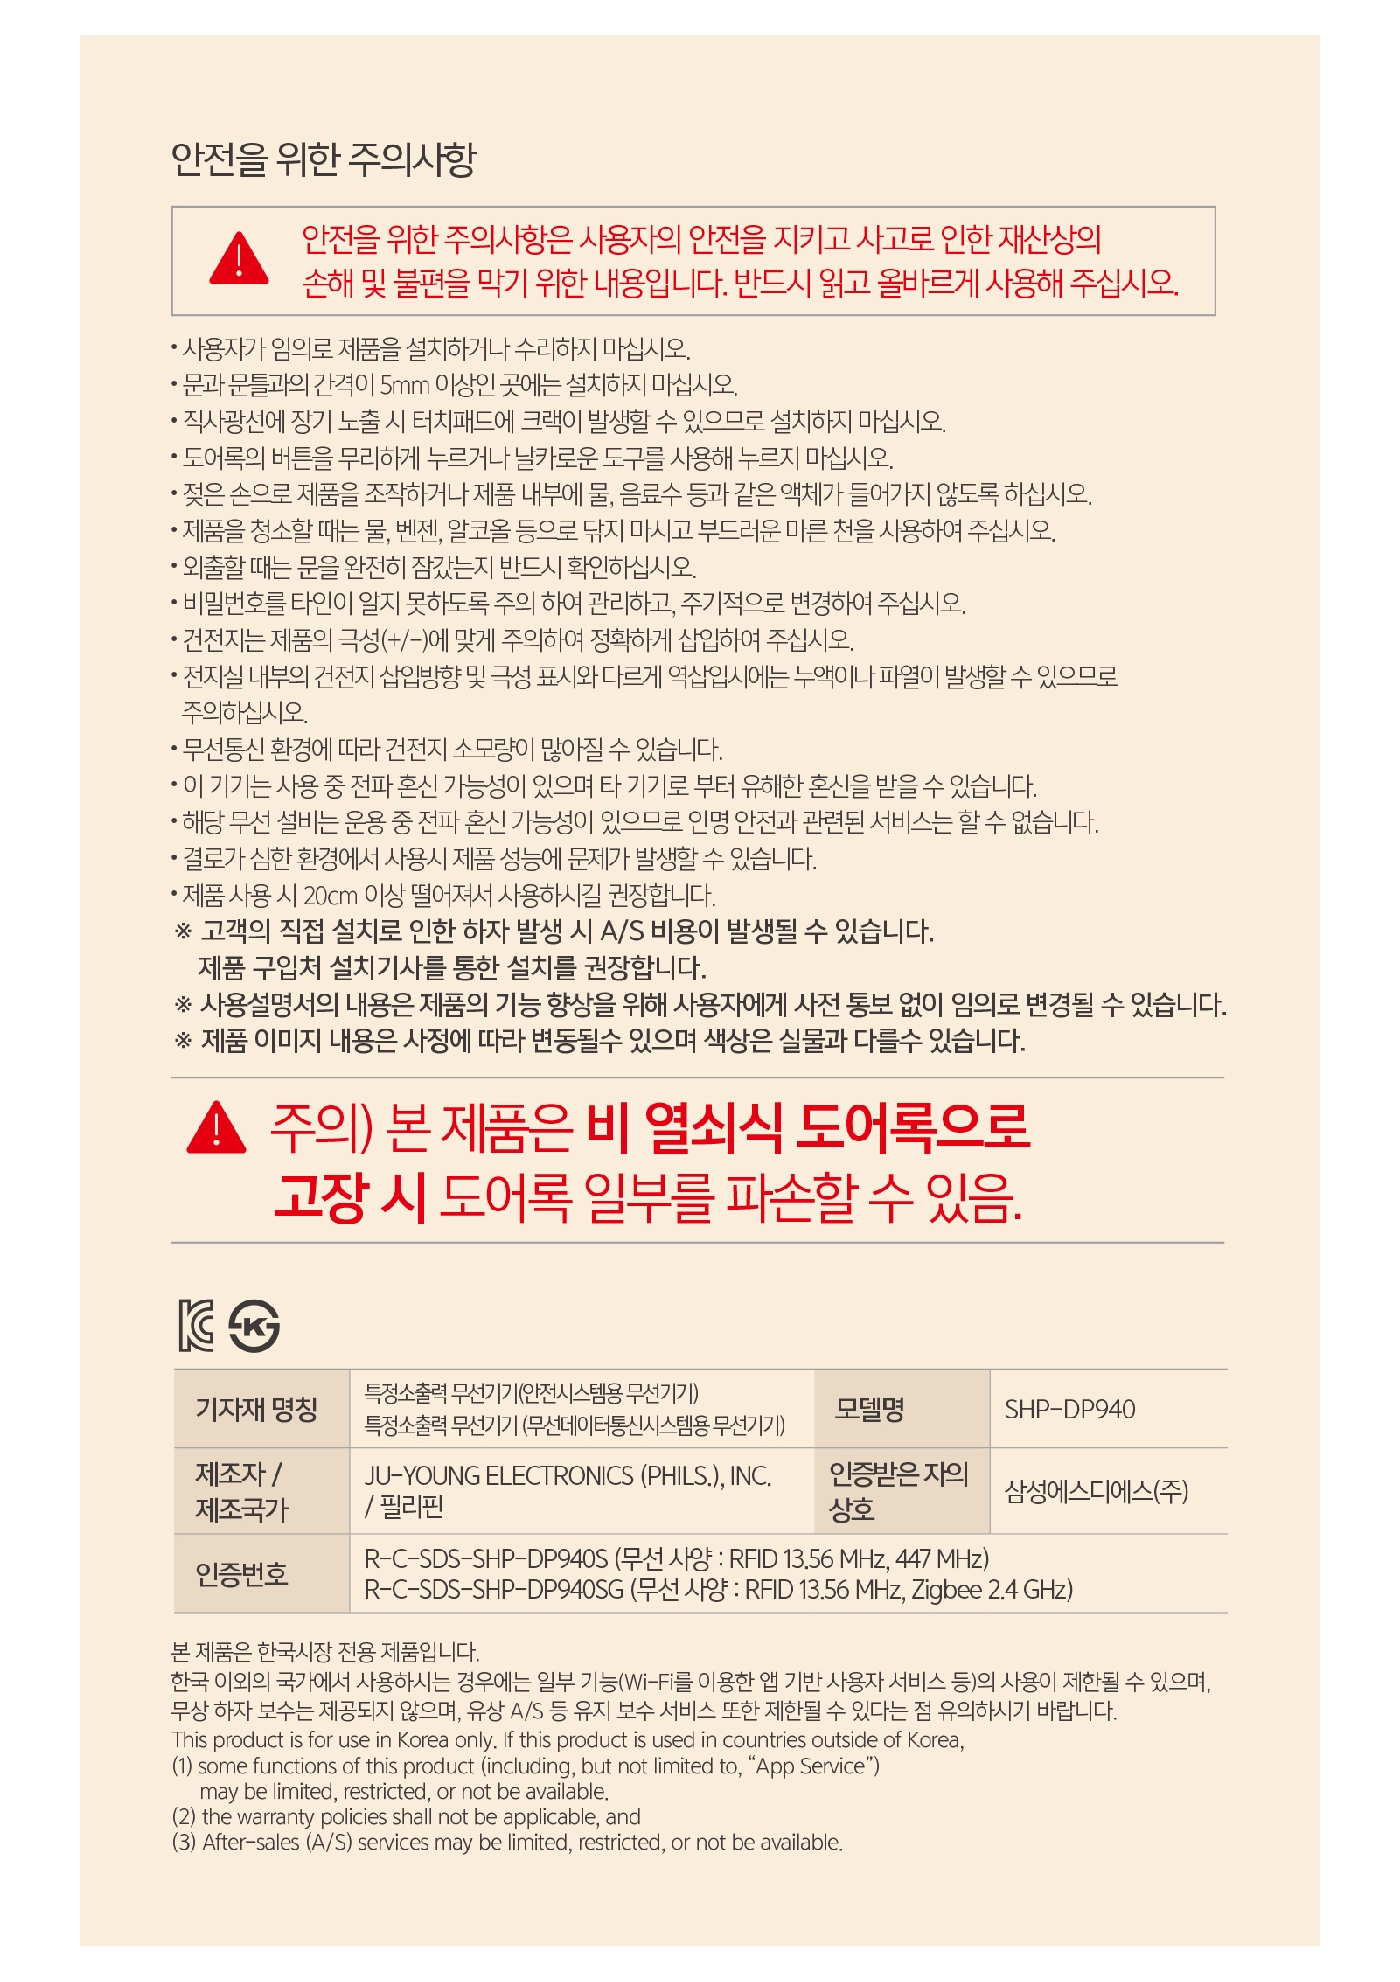 안전을 위한 주의사항
안전을 위한 주의사항은 사용자의 안전을 지키고 사고로 인한 재산상의
손해 및 불편을 막기 위한 내용입니다. 반드시 읽고 올바르게 사용해 주십시오.
• 사용자가 임의로 제품을 설치하거나 수리하지 마십시오.
• 문과 문틀과의 간격이 5mm 이상인 곳에는 설치하지 마십시오.
• 직사광선에 장기 노출 시 터치패드에 크랙이 발생할 수 있으므로 설치하지 마십시오.
• 도어록의 버튼을 무리하게 누르거나 날카로운 도구를 사용해 누르지 마십시오.
• 젖은 손으로 제품을 조작하거나 제품 내부에 물, 음료수 등과 같은 액체가 들어가지 않도록 하십시오.
• 제품을 청소할 때는 물, 벤젠, 알코올 등으로 닦지 마시고 부드러운 마른 천을 사용하여 주십시오.
• 외출할 때는 문을 완전히 잠갔는지 반드시 확인하십시오.
• 비밀번호를 타인이 알지 못하도록 주의 하여 관리하고, 주기적으로 변경하여 주십시오.
• 건전지는 제품의 극성(+/-)에 맞게 주의하여 정확하게 삽입하여 주십시오.
• 전지실 내부의 건전지 삽입방향 및 극성 표시와 다르게 역삽입시에는 누액이나 파열이 발생할 수 있으므로
주의하십시오.
• 무선통신 환경에 따라 건전지 소모량이 많아질 수 있습니다.
• 이 기기는 사용 중 전파 혼신 가능성이 있으며 타 기기로 부터 유해한 혼신을 받을 수 있습니다.
• 해당 무선 설비는 운용 중 전파 혼신 가능성이 있으므로 인명 안전과 관련된 서비스는 할 수 없습니다.
• 결로가 심한 환경에서 사용시 제품 성능에 문제가 발생할 수 있습니다.
• 제품 사용 시 20cm 이상 떨어져서 사용하시길 권장합니다.
※ 고객의 직접 설치로 인한 하자 발생 시 A/S 비용이 발생될 수 있습니다.
제품 구입처 설치기사를 통한 설치를 권장합니다.
※ 사용설명서의 내용은 제품의 기능 향상을 위해 사용자에게 사전 통보 없이 임의로 변경될 수 있습니다.
※ 제품 이미지 내용은 사정에 따라 변동될수 있으며 색상은 실물과 다를수 있습니다.
주의) 본 제품은 비 열쇠식 도어록으로
고장 시 도어록 일부를 파손할 수 있음.
기자재 명칭
특정소출력 무선기기(안전시스템용 무선기기)
특정소출력 무선기기 (무선데이터통신시스템용 무선기기)
모델명
SHP-DP940
제조자 /
제조국가
JU-YOUNG ELECTRONICS (PHILS.), INC.
/ 필리핀
인증받은 자의
상호
삼성에스디에스(주)
인증번호
R-C-SDS-SHP-DP940S (무선 사양 : RFID 13.56 MHz, 447 MHz)
R-C-SDS-SHP-DP940SG (무선 사양 : RFID 13.56 MHz, Zigbee 2.4 GHz)
본 제품은 한국시장 전용 제품입니다.
한국 이외의 국가에서 사용하시는 경우에는 일부 기능(Wi-Fi를 이용한 앱 기반 사용자 서비스 등)의 사용이 제한될 수 있으며,
무상 하자 보수는 제공되지 않으며, 유상 A/S 등 유지 보수 서비스 또한 제한될 수 있다는 점 유의하시기 바랍니다.
This product is for use in Korea only. If this product is used in countries outside of Korea,
(1) some functions of this product (including, but not limited to, “App Service”)
may be limited, restricted, or not be available.
(2) the warranty policies shall not be applicable, and
(3) After-sales (A/S) services may be limited, restricted, or not be available.